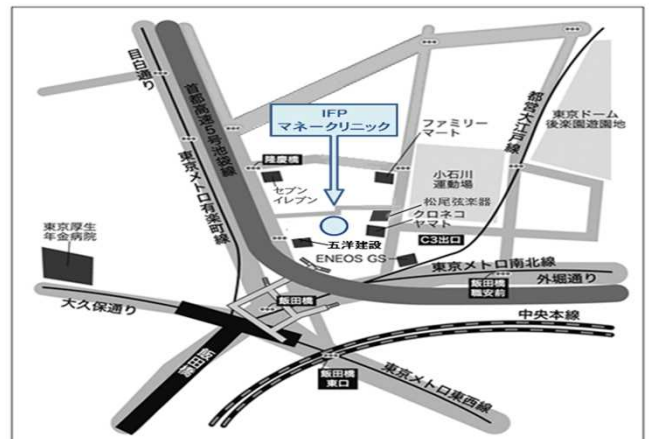 目白通り
首都高速5号池袋線
東京メトロ有楽町線
IFP
マネークリニック
ファミリー
マート
都営大江戸線
東京ドーム
後楽園遊園地
隆慶橋
セブン
イレブン
小石川
運動場
松尾弦楽器
クロネコ
ヤマト
五洋建設
C3出口
ENEOS GS
東京厚生
年金病院
東京メトロ南北線
外堀通り
飯田橋
職安前
大久保通り
飯田橋
中央本線
飯田橋
飯田橋
東口
東京メトロ東西線